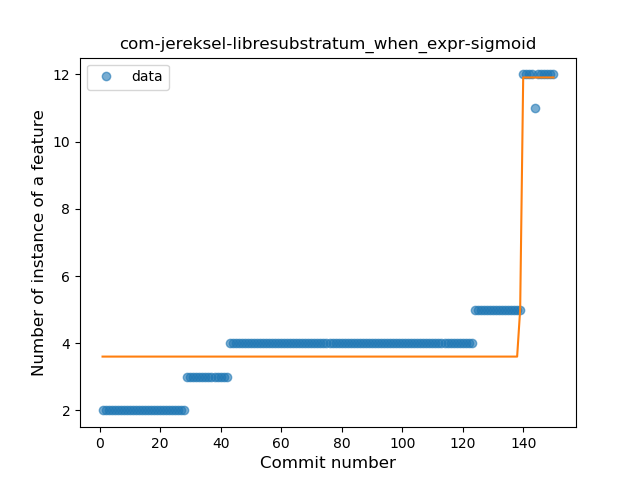 com-jereksel-libresubstratum_when_expr-sigmoid
data
Number of instance of a feature
12
10
8
6
4
2
0 20 40 60 80 100 120 140
Commit number